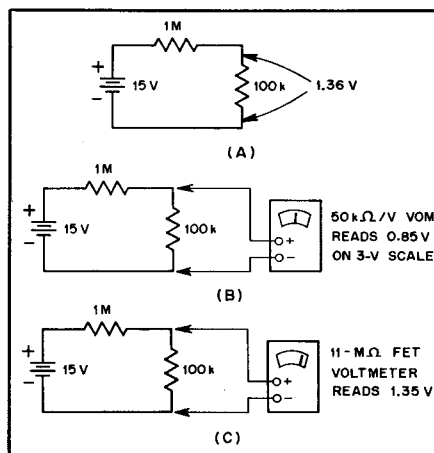 1M
+
-
15 V
100 k
1.36 V
(A)
1M
+
-
15 V
100 k
+
-
50 kΩ/V VOM
READS 0.85 V
ON 3-V SCALE
(B)
1M
+
-
15 V
100 k
+
-
11-MΩ FET
VOLTMETER
READS 1.35 V
(C)